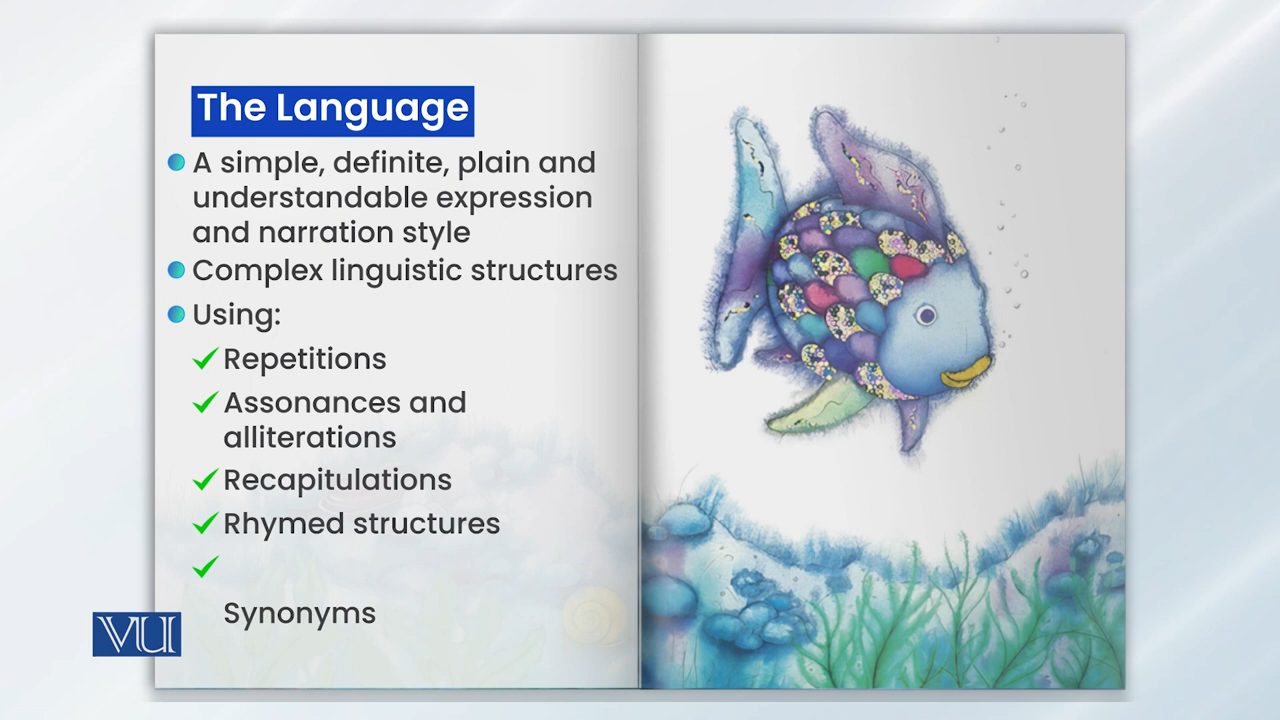 The Language
A simple, definite, plain and
understandable expression
and narration style
Complex linguistic structures
Using:
Repetitions
Assonances and
alliterations
Recapitulations
Rhymed structures
Synonyms
VU